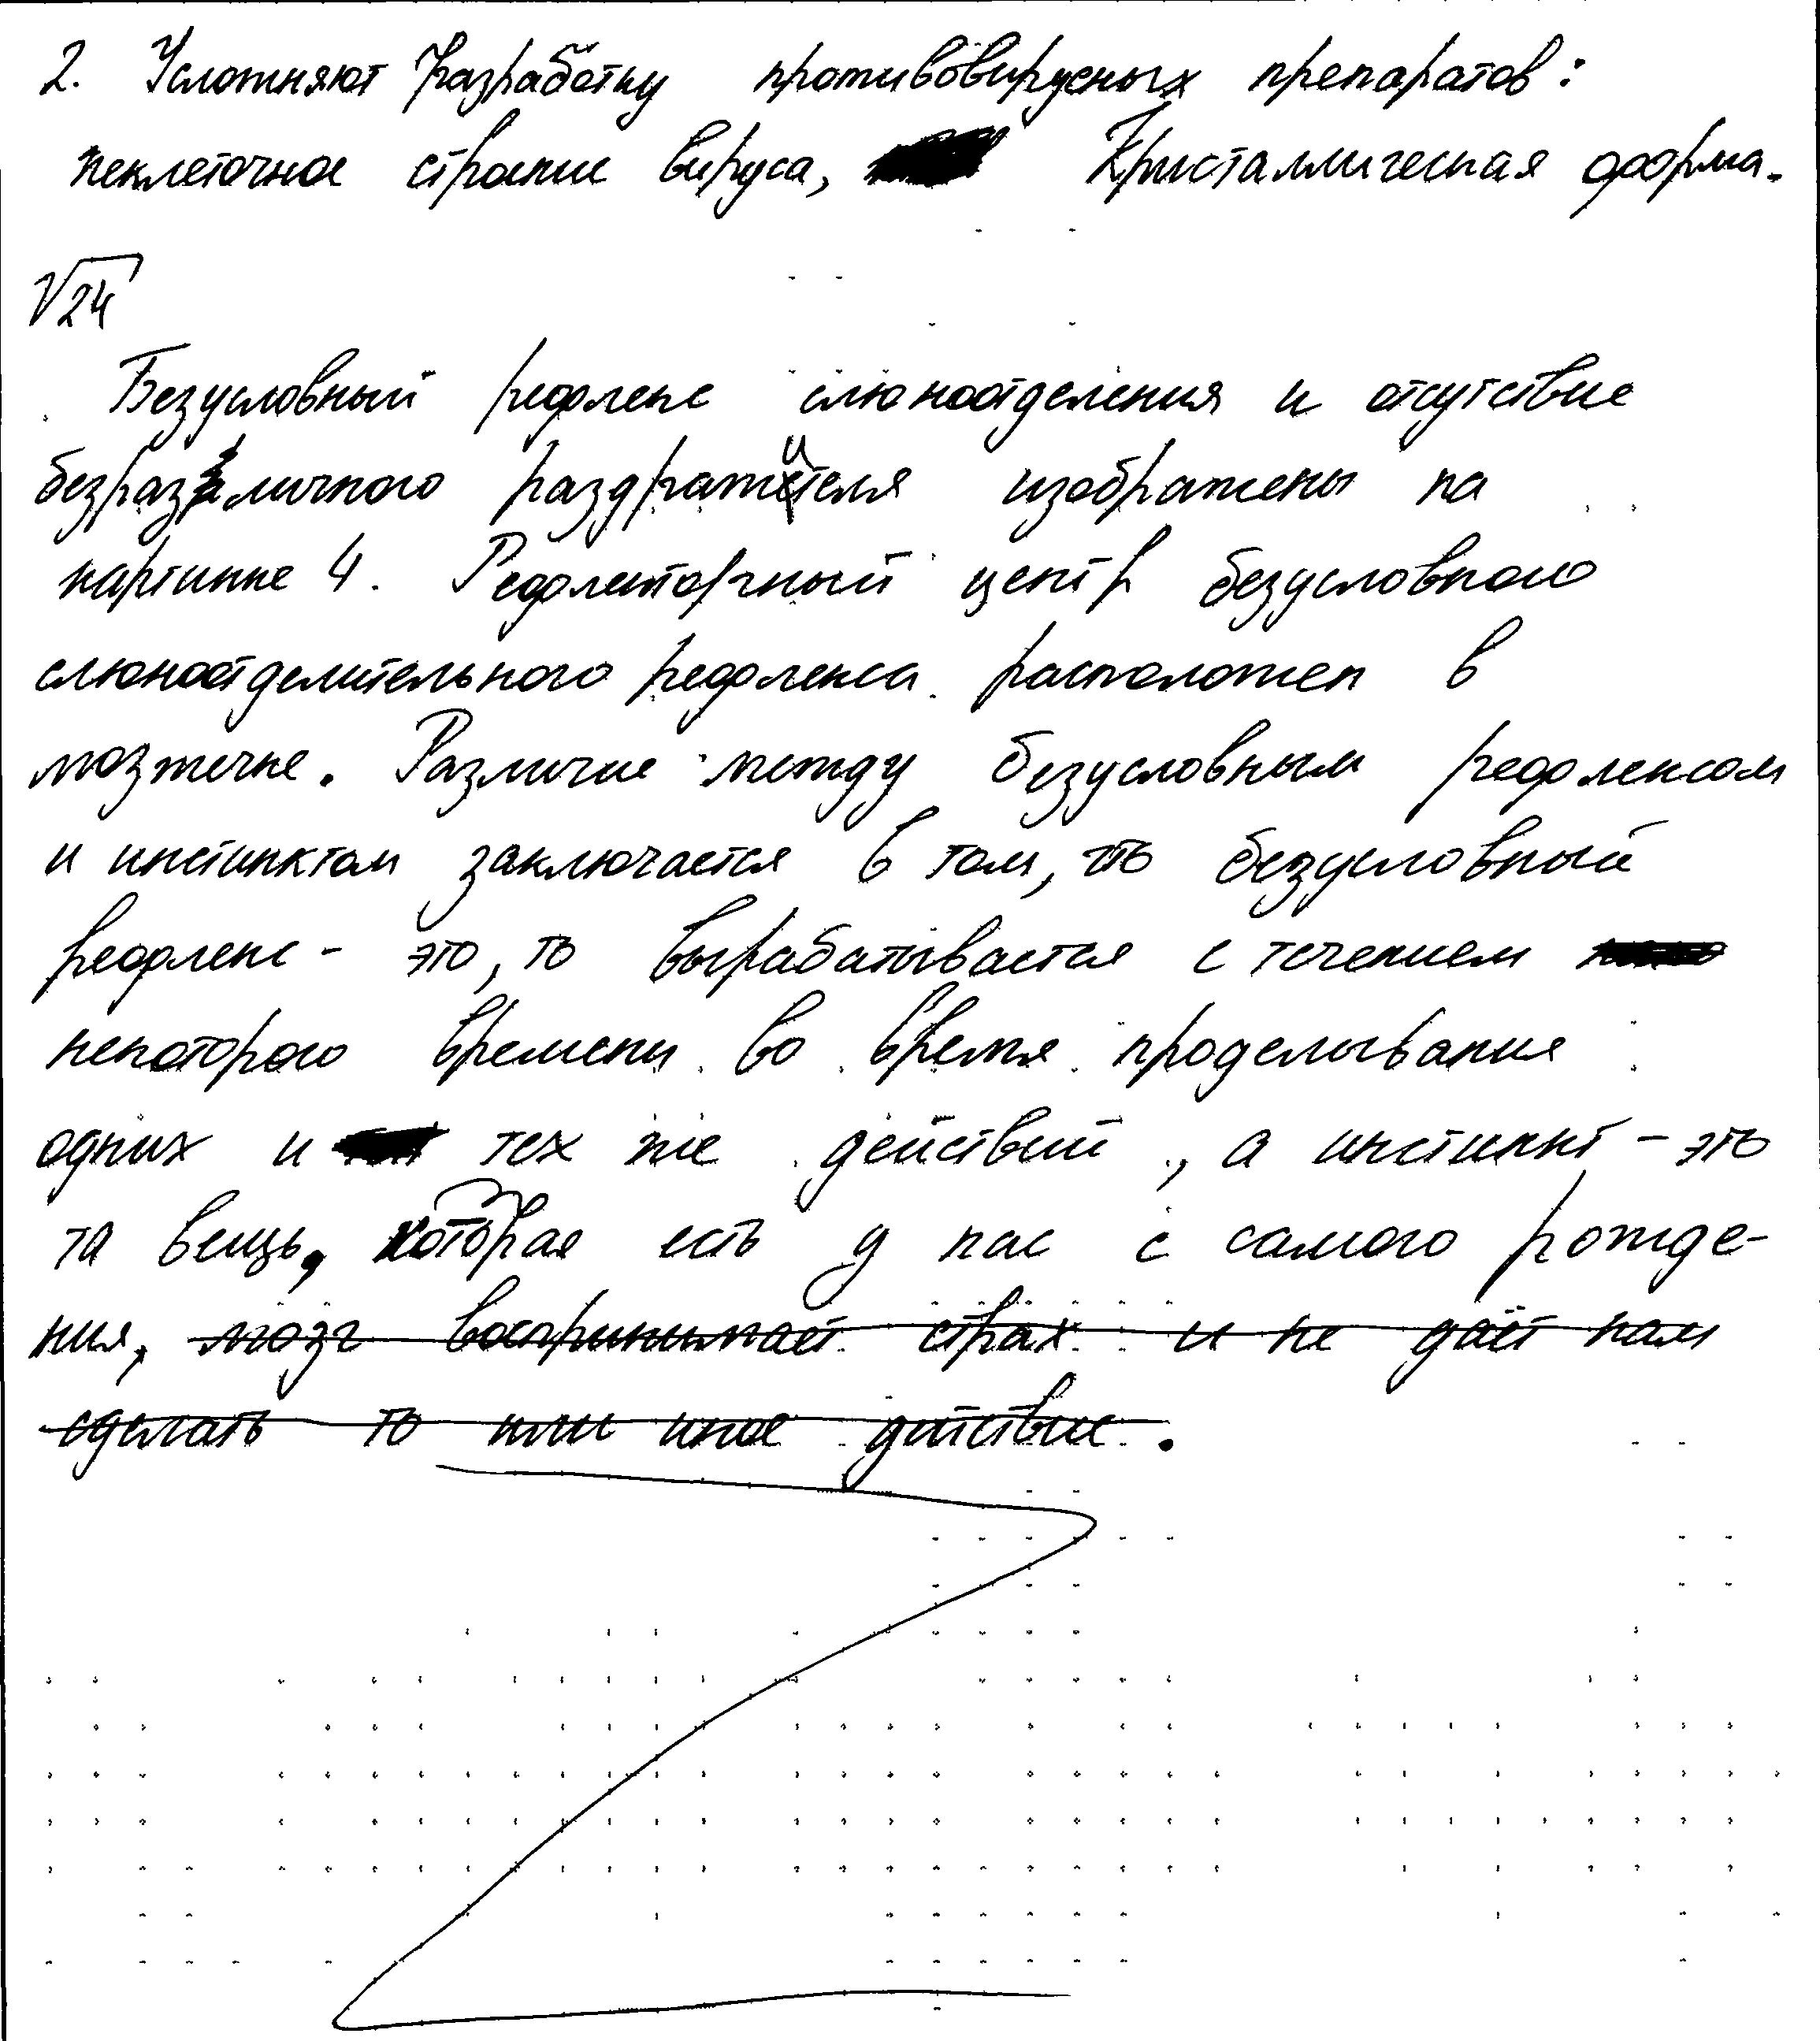 2. Усложняют разработку противовирусных препаратов:
неклеточное строение вируса, Кристаллическая форма.
√24
Безусловный рефлекс слюноотделения и отсутствие
безразличного раздражителя изображены на
картинке 4. Рефлекторный центр безусловного
слюноотделительного рефлекса расположен в
мозжечке. Различие между безусловным рефлексом
и инстинктом заключается в том, что безусловный
рефлекс - это, то вырабатывается с течением
некоторого времени во время проделывания
одних и тех же действий, а инстинкт - это
та вещь, которая есть у нас с самого рожде-
ния, мозг воспринимает страх и не даёт нам
сделать то или иное дйствие.